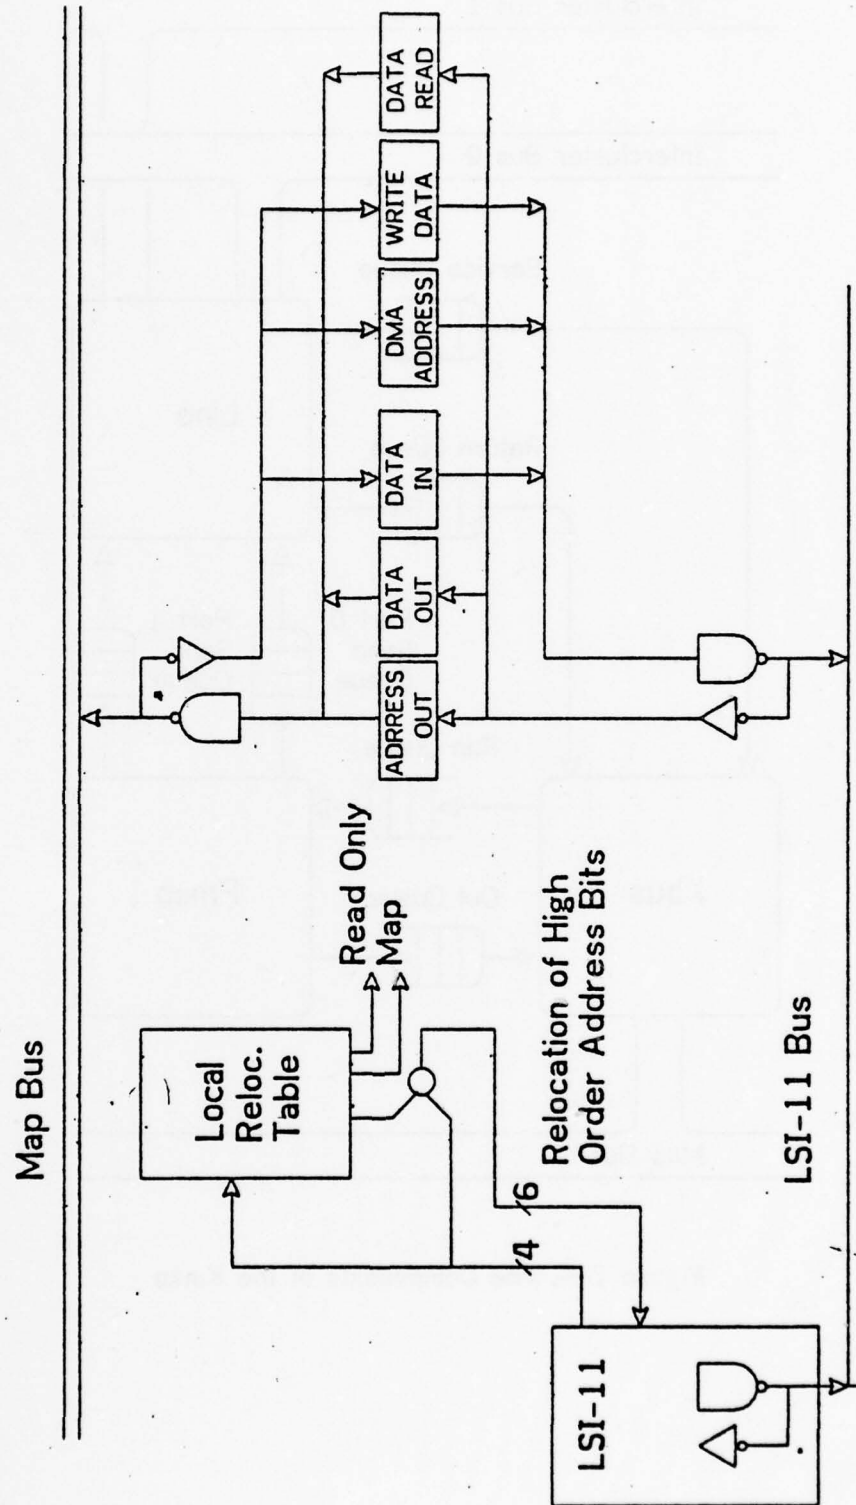 Map Bus
Local
Reloc.
Table
Read Only
Map
ADRRESS
OUT
DATA
OUT
DATA
IN
DMA
ADDRESS
WRITE
DATA
DATA
READ
4
6
Relocation of High
Order Address Bits
LSI-11
LSI-11 Bus